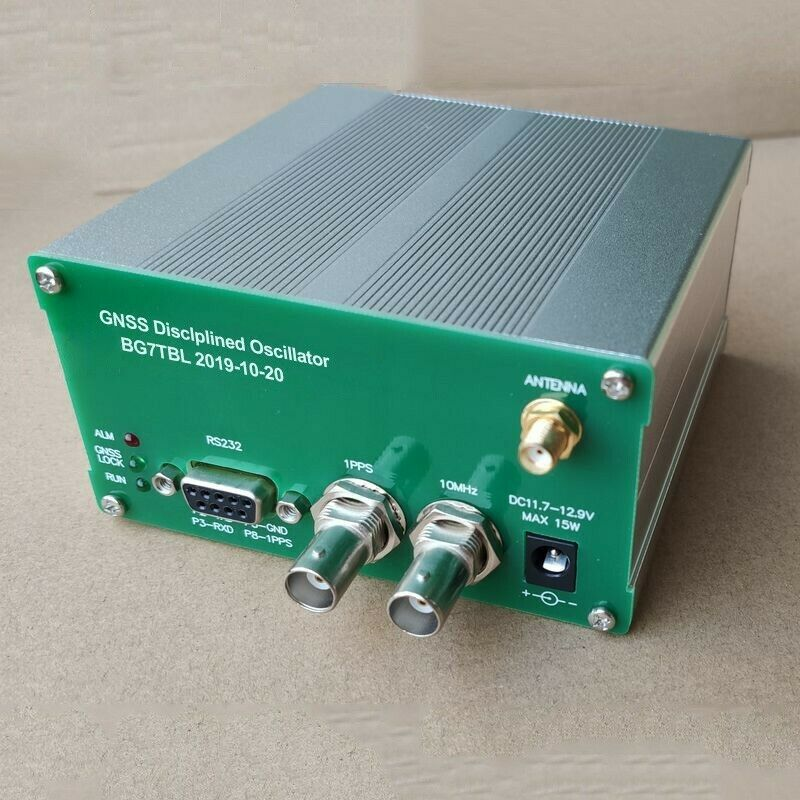 GNSS Disclplined Oscillator
BG7TBL 2019-10-20
ANTENNA
ALM
GNSS
LOCK
RUN
RS232
P3-RXD P8-1PPS
1PPS
10MHz
DC11.7-12.9V
MAX 15W
+ -